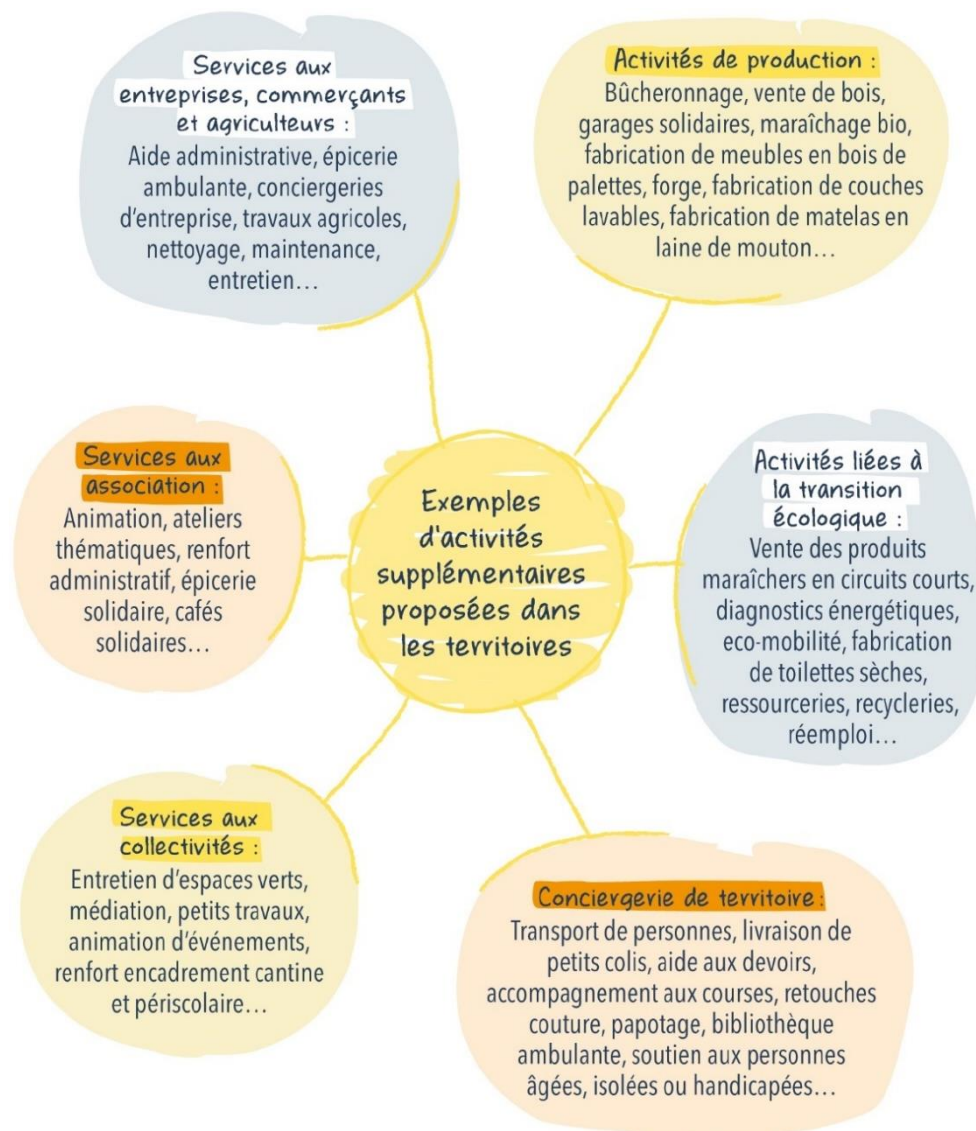 Services aux
entreprises, commerçants
et agriculteurs :
Aide administrative, épicerie
ambulante, conciergeries
d'entreprise, travaux agricoles,
nettoyage, maintenance,
entretien…
Activités de production :
Bûcheronnage, vente de bois,
garages solidaires, maraîchage bio,
fabrication de meubles en bois de
palettes, forge, fabrication de couches
lavables, fabrication de matelas en
laine de mouton…
Services aux
association :
Animation, ateliers
thématiques, renfort
administratif, épicerie
solidaire, cafés
solidaires…
Exemples
d'activités
supplémentaires
proposées dans
les territoires
Activités liées à
la transition
écologique :
Vente des produits
maraîchers en circuits courts,
diagnostics énergétiques,
eco-mobilité, fabrication
de toilettes sèches,
ressourceries, recycleries,
réemploi…
Services aux
collectivités :
Entretien d'espaces verts,
médiation, petits travaux,
animation d'événements,
renfort encadrement cantine
et périscolaire…
Conciergerie de territoire :
Transport de personnes, livraison de
petits colis, aide aux devoirs,
accompagnement aux courses, retouches
couture, papotage, bibliothèque
ambulante, soutien aux personnes
âgées, isolées ou handicapées…